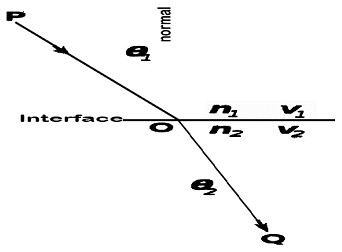 P
normal
θ1
Interface
n1 v1
O
n2 v2
θ2
Q